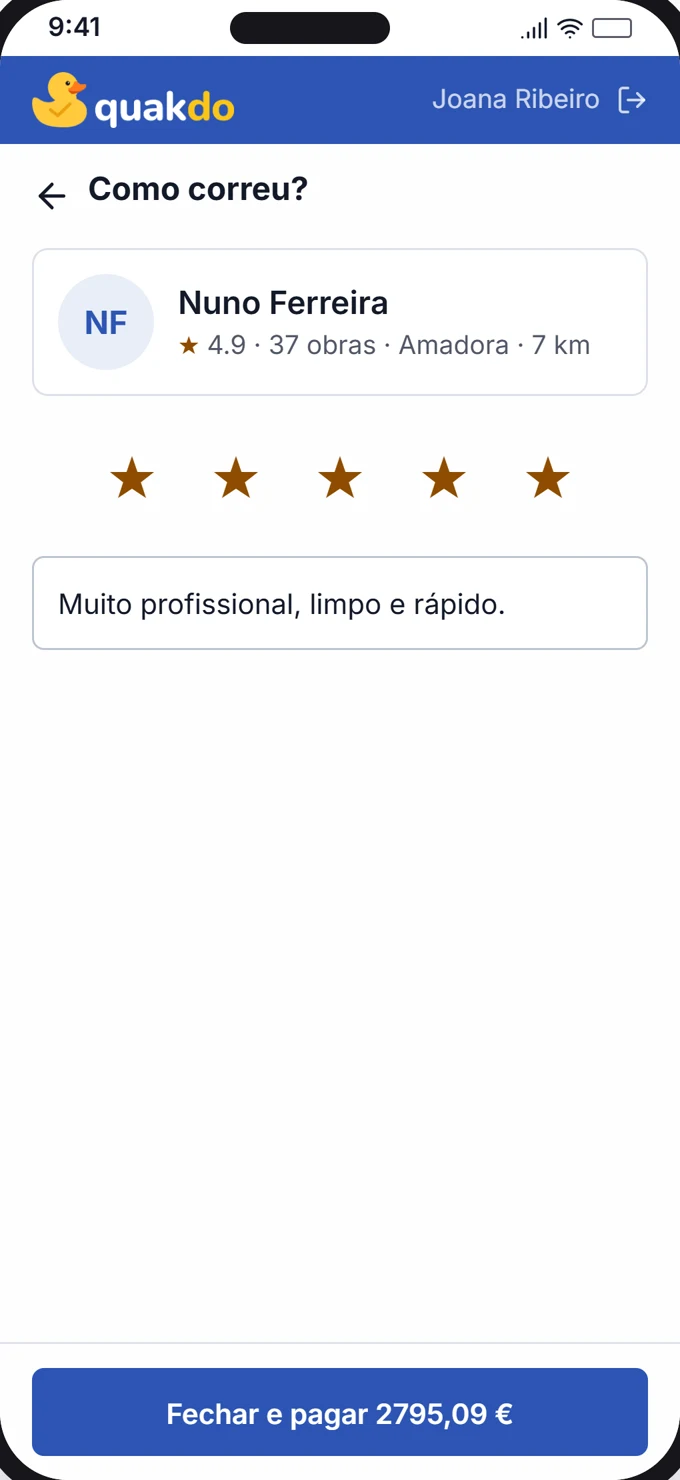 9:41
quakdo
Joana Ribeiro
Como correu?
NF
Nuno Ferreira
★ 4.9 · 37 obras · Amadora · 7 km
★ ★ ★ ★ ★
Muito profissional, limpo e rápido.
Fechar e pagar 2795,09 €